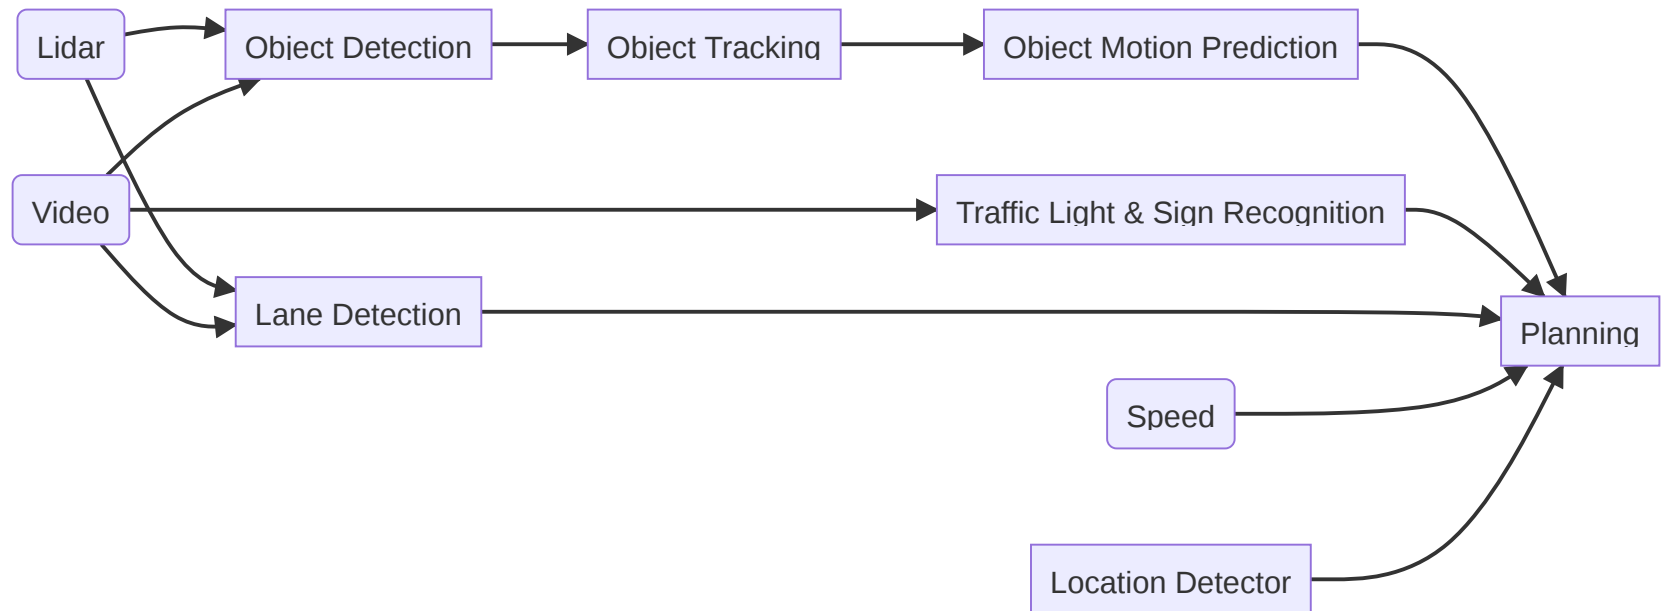 Lidar
Object Detection
Object Tracking
Object Motion Prediction
Video
Traffic Light & Sign Recognition
Lane Detection
Planning
Speed
Location Detector